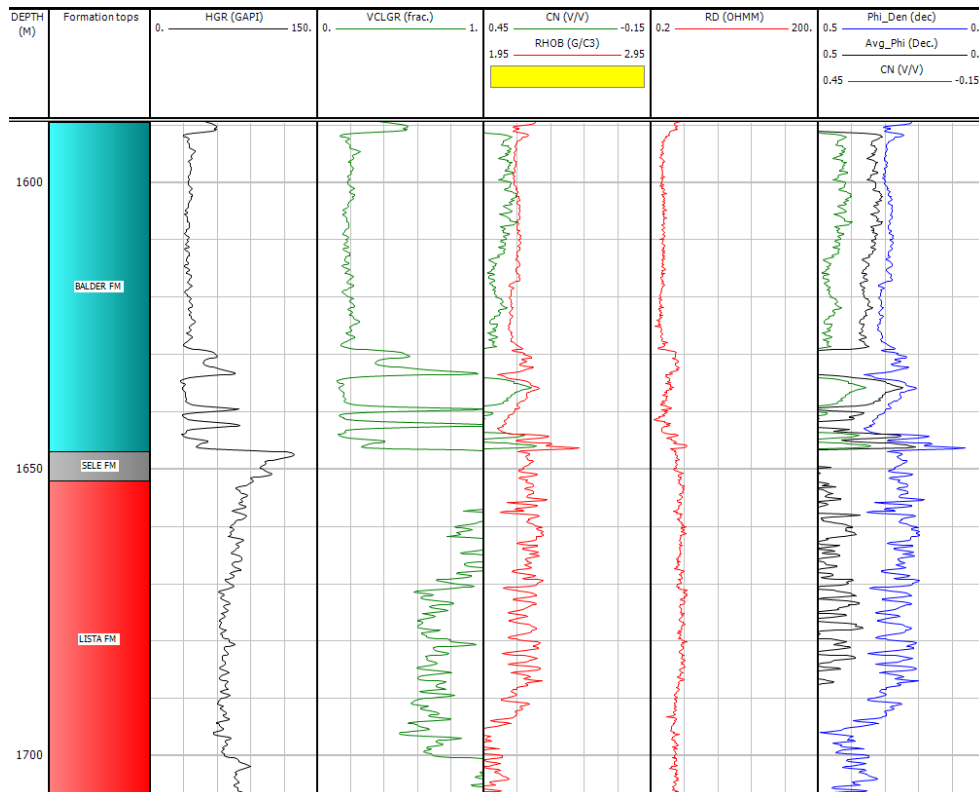 DEPTH
(M)
Formation tops
HGR (GAPI)
0. 150.
VCLGR (frac.)
0. 1.
CN (V/V)
0.45 -0.15
RHOB (G/C3)
1.95 2.95
RD (OHMM)
0.2 200.
Phi_Den (dec)
0.5 0.
Avg_Phi (Dec.)
0.5 0.
CN (V/V)
0.45 -0.15
1600
BALDER FM
1650
SELE FM
LISTA FM
1700